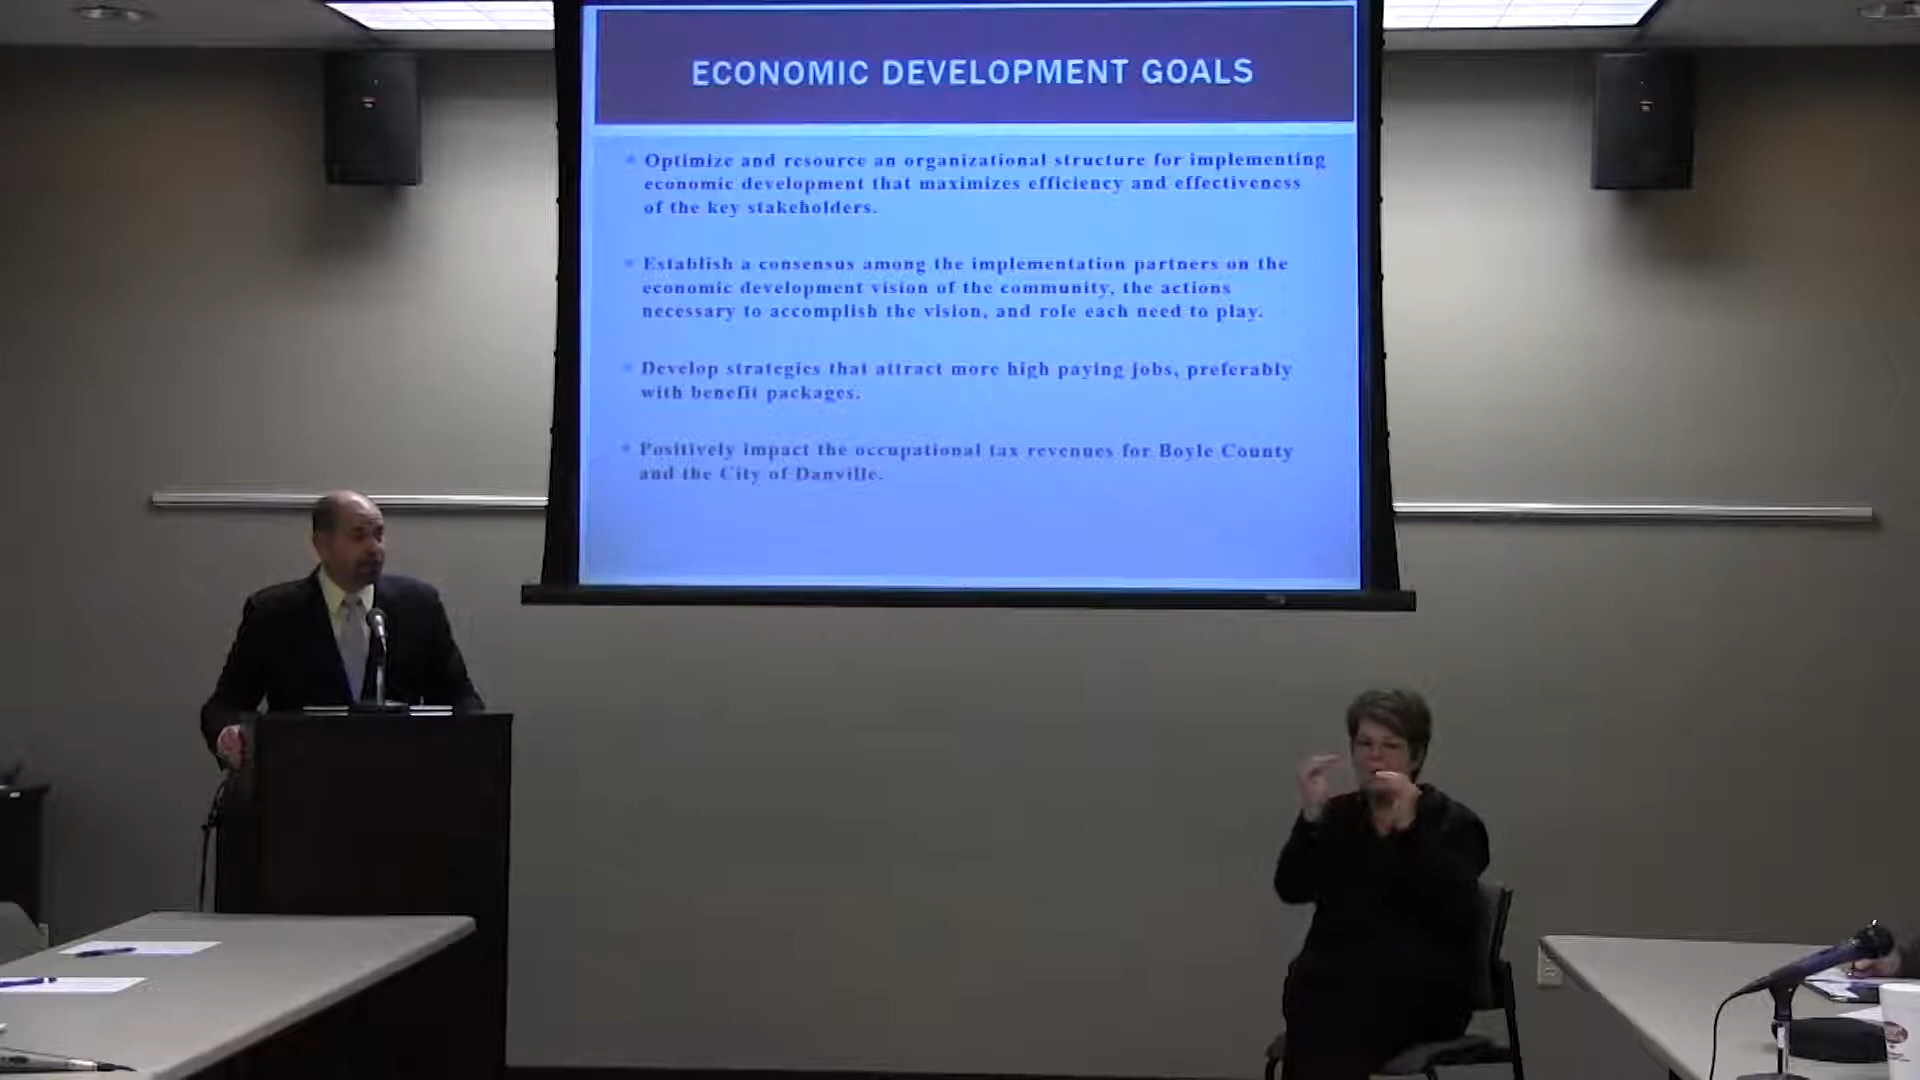 ECONOMIC DEVELOPMENT GOALS
Optimize and resource an organizational structure for implementing
economic development that maximizes efficiency and effectiveness
of the key stakeholders.
Establish a consensus among the implementation partners on the
economic development vision of the community, the actions
necessary to accomplish the vision, and role each need to play.
Develop strategies that attract more high paying jobs, preferably
with benefit packages.
Positively impact the occupational tax revenues for Boyle County
and the City of Danville.